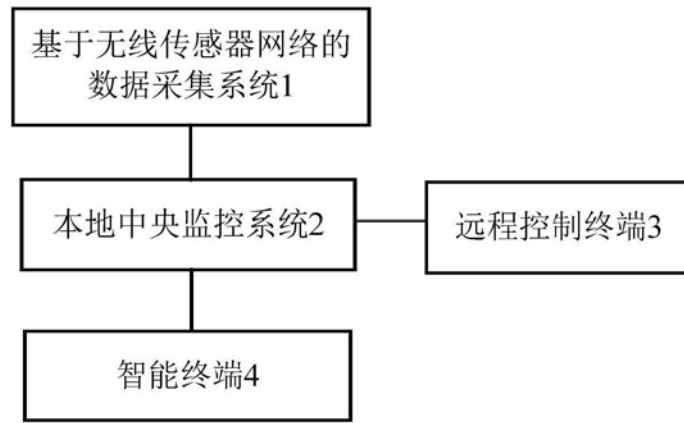 基于无线传感器网络的
数据采集系统1
本地中央监控系统2
远程控制终端3
智能终端4